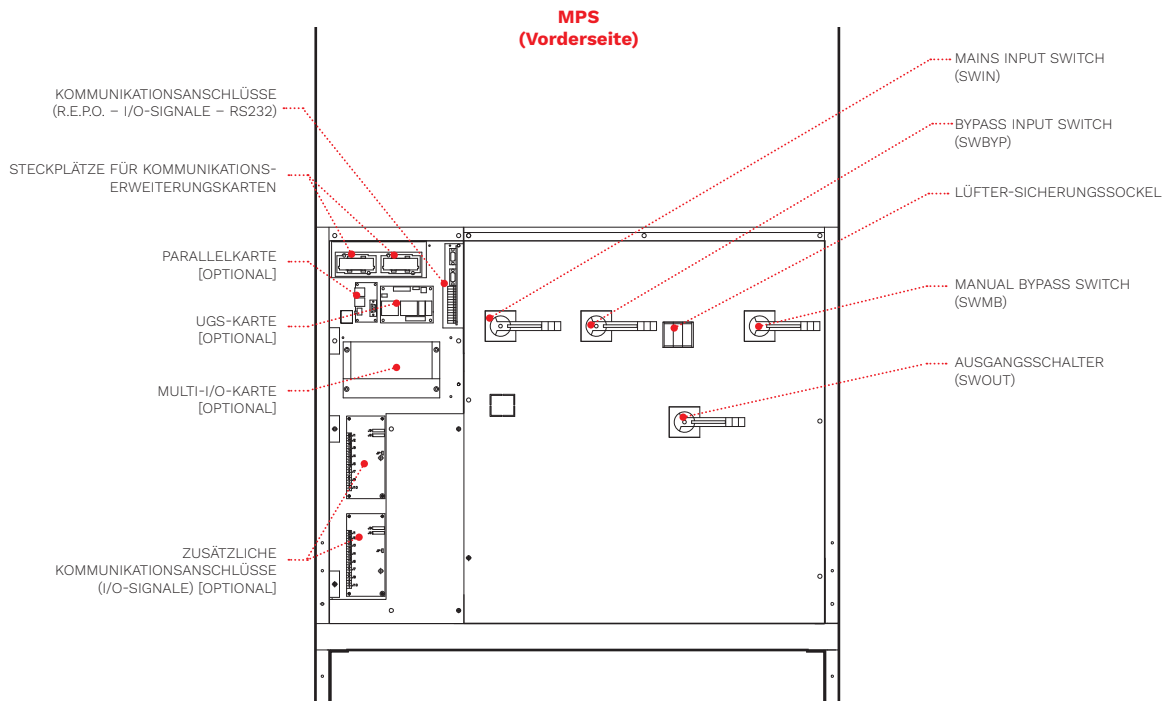 MPS
(Vorderseite)
KOMMUNIKATIONSANSCHLÜSSE
(R.E.P.O. – I/O-SIGNALE – RS232)
STECKPLÄTZE FÜR KOMMUNIKATIONS-
ERWEITERUNGSKARTEN
PARALLELKARTE
[OPTIONAL]
UGS-KARTE
[OPTIONAL]
MULTI-I/O-KARTE
[OPTIONAL]
ZUSÄTZLICHE
KOMMUNIKATIONSANSCHLÜSSE
(I/O-SIGNALE) [OPTIONAL]
MAINS INPUT SWITCH
(SWIN)
BYPASS INPUT SWITCH
(SWBYP)
LÜFTER-SICHERUNGSSOCKEL
MANUAL BYPASS SWITCH
(SWMB)
AUSGANGSSCHALTER
(SWOUT)